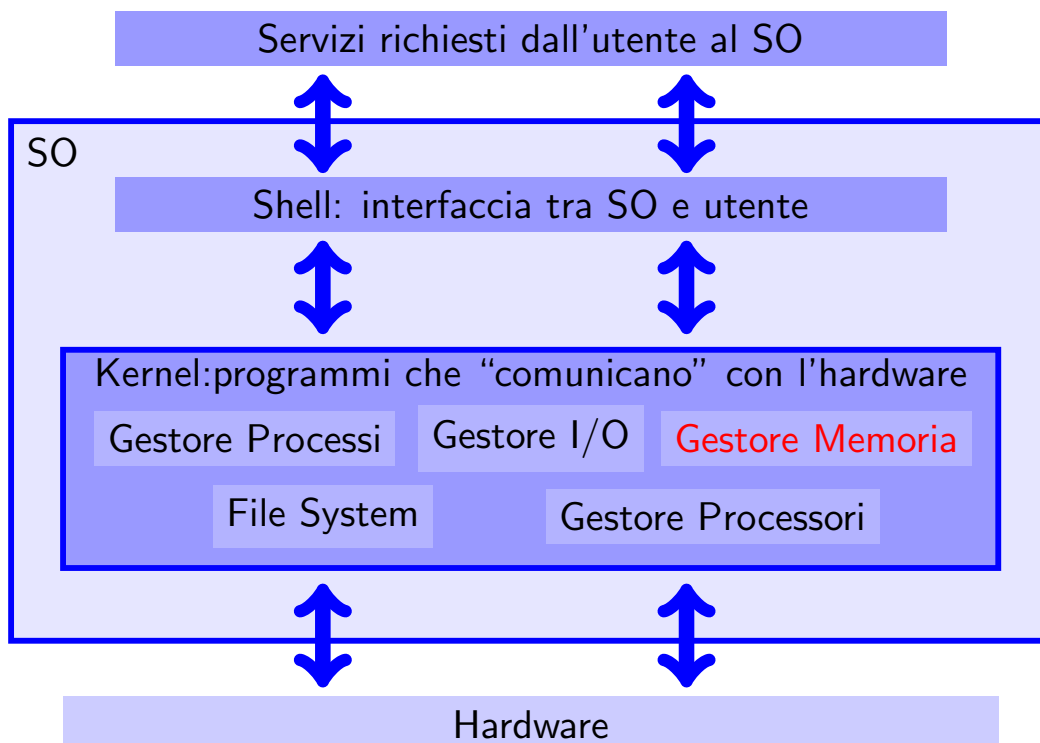 Servizi richiesti dall'utente al SO
SO
Shell: interfaccia tra SO e utente
Kernel:programmi che “comunicano” con l'hardware
Gestore Processi Gestore I/O Gestore Memoria
File System Gestore Processori
Hardware